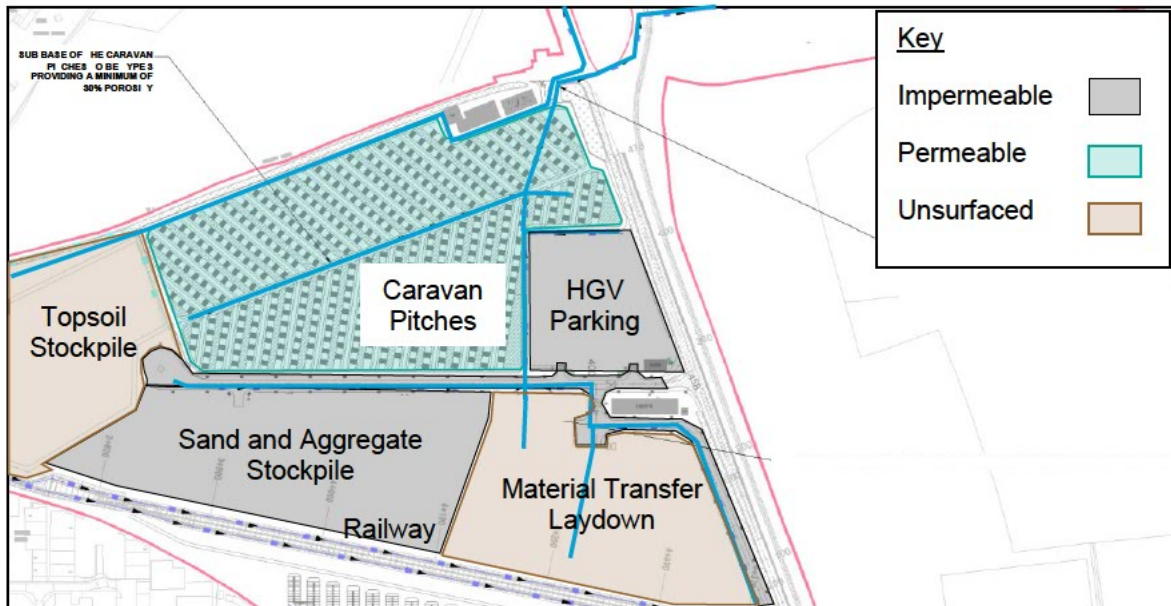 SUB BASE OF HE CARAVAN
PI CHES O BE YPE 3
PROVIDING A MINIMUM OF
30% POROSI Y
Key
Impermeable
Permeable
Unsurfaced
Topsoil
Stockpile
Caravan
Pitches
HGV
Parking
Sand and Aggregate
Stockpile
Material Transfer
Laydown
Railway